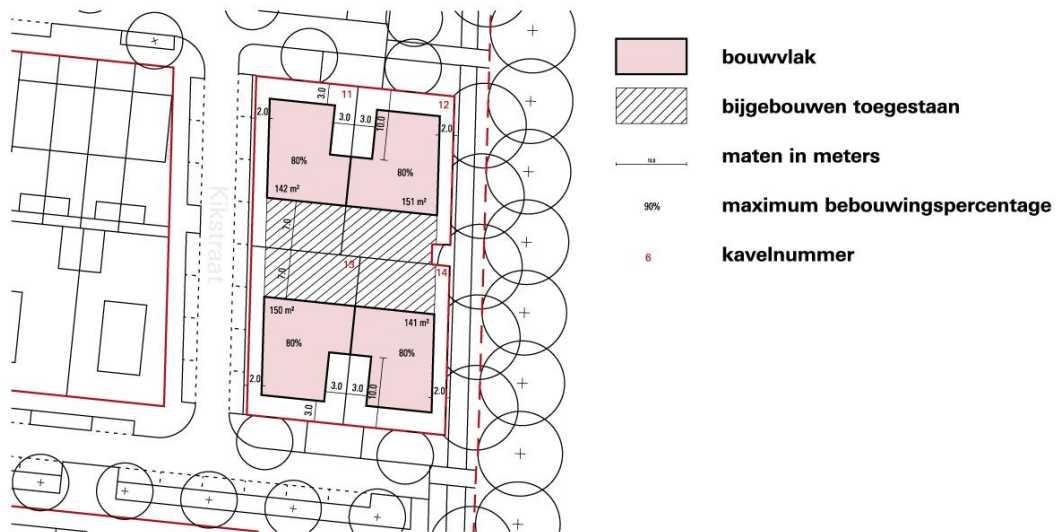 11
12
3.0
2.0
3.0
3.0
10.0
2.0
80%
80%
142 m²
151 m²
Kikstraat
7.0
13
14
7.0
150 m²
141 m²
80%
80%
2.0
3.0
3.0
10.0
2.0
3.0
bouwvlak
bijgebouwen toegestaan
10.0
maten in meters
90% maximum bebouwingspercentage
6 kavelnummer